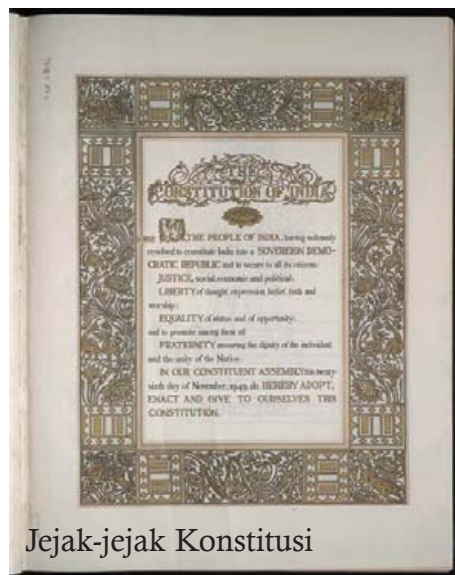 THE
CONSTITUTION OF INDIA
WE, THE PEOPLE OF INDIA, having solemnly
resolved to constitute India into a SOVEREIGN DEMO-
CRATIC REPUBLIC and to secure to all its citizens:
JUSTICE, social, economic and political;
LIBERTY of thought, expression, belief, faith and
worship;
EQUALITY of status and of opportunity;
and to promote among them all
FRATERNITY assuring the dignity of the individual
and the unity of the Nation;
IN OUR CONSTITUENT ASSEMBLY this twenty-
sixth day of November, 1949, do HEREBY ADOPT,
ENACT AND GIVE TO OURSELVES THIS
CONSTITUTION.
Jejak-jejak Konstitusi